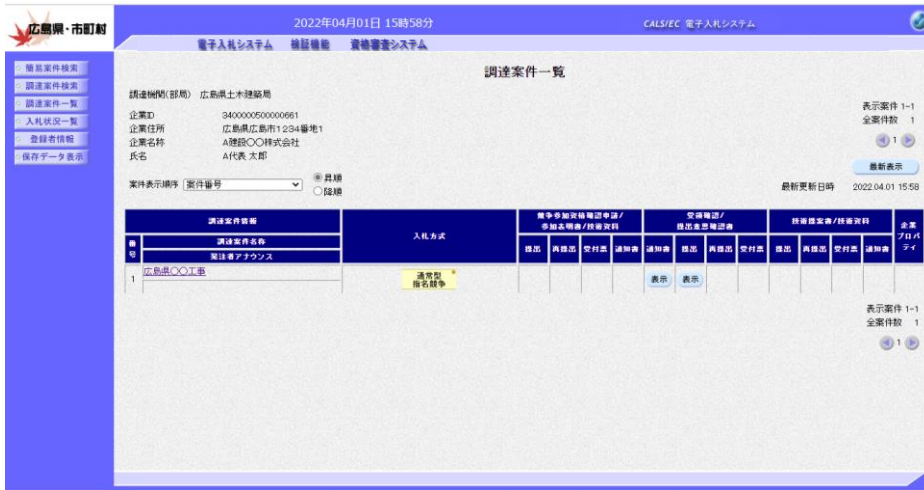 広島県・市町村
2022年04月01日 15時58分
CALS/EC 電子入札システム
電子入札システム 検証機能 資格審査システム
簡易案件検索
調達案件検索
調達案件一覧
入札状況一覧
登録者情報
保存データ表示
調達案件一覧
調達機関(部局) 広島県土木建築局
企業ID 3400000500000661
企業住所 広島県広島市1234番地1
企業名称 A建設〇〇株式会社
氏名 A代表 太郎
表示案件 1-1
全案件数 1
1
案件表示順序 案件番号
昇順
降順
最新表示
最新更新日時 2022.04.01 15:58
調達案件情報
番号
調達案件名称
発注者アナウンス
入札方式
競争参加資格確認申請/
参加表明書/技術資料
提出 再提出 受付票 通知書
受領確認/
提出意思確認書
通知書 提出 再提出 受付票
技術提案書/技術資料
提出 再提出 受付票 通知書
企業
プロパ
ティ
1 広島県〇〇工事
通常型
指名競争
表示 表示
表示案件 1-1
全案件数 1
1